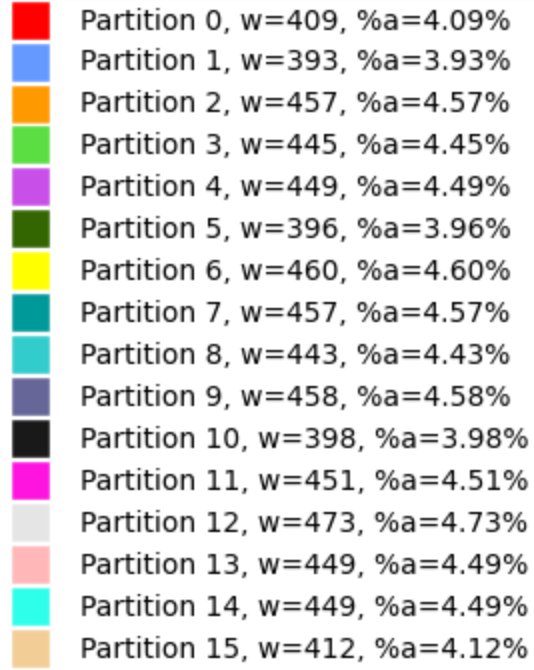 Partition 0, w=409, %a=4.09%
Partition 1, w=393, %a=3.93%
Partition 2, w=457, %a=4.57%
Partition 3, w=445, %a=4.45%
Partition 4, w=449, %a=4.49%
Partition 5, w=396, %a=3.96%
Partition 6, w=460, %a=4.60%
Partition 7, w=457, %a=4.57%
Partition 8, w=443, %a=4.43%
Partition 9, w=458, %a=4.58%
Partition 10, w=398, %a=3.98%
Partition 11, w=451, %a=4.51%
Partition 12, w=473, %a=4.73%
Partition 13, w=449, %a=4.49%
Partition 14, w=449, %a=4.49%
Partition 15, w=412, %a=4.12%